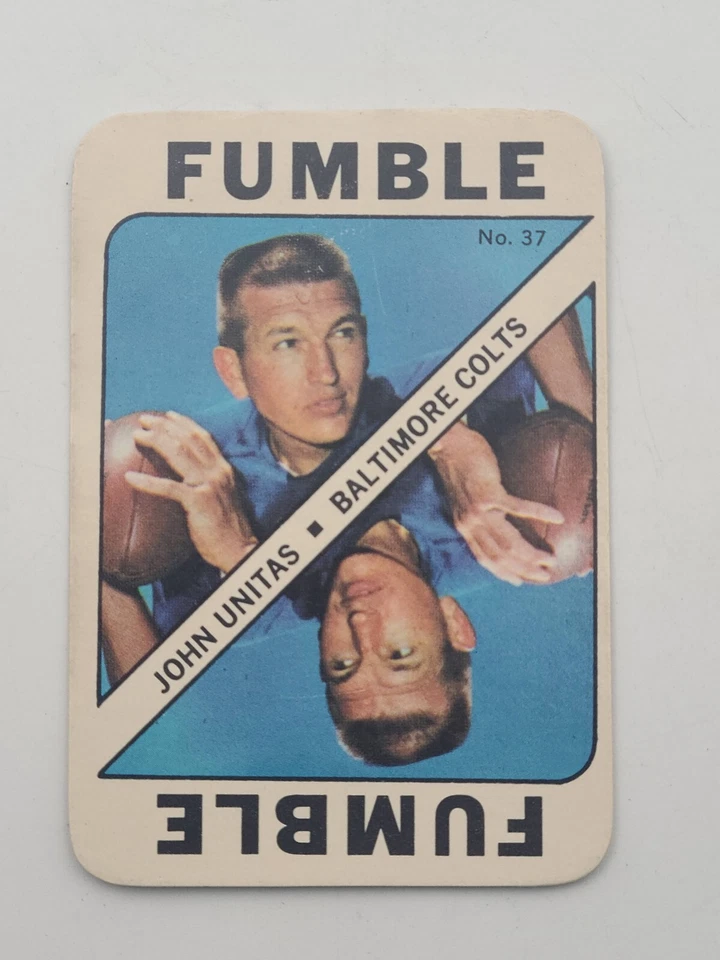 FUMBLE
No. 37
JOHN UNITAS ■ BALTIMORE COLTS
FUMBLE